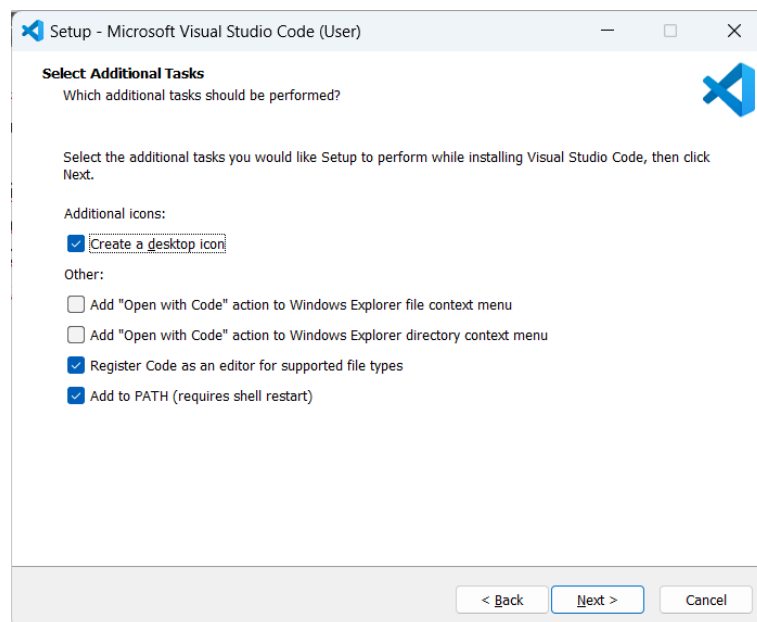 Setup - Microsoft Visual Studio Code (User)
Select Additional Tasks
Which additional tasks should be performed?
Select the additional tasks you would like Setup to perform while installing Visual Studio Code, then click
Next.
Additional icons:
Create a desktop icon
Other:
Add "Open with Code" action to Windows Explorer file context menu
Add "Open with Code" action to Windows Explorer directory context menu
Register Code as an editor for supported file types
Add to PATH (requires shell restart)
< Back
Next >
Cancel